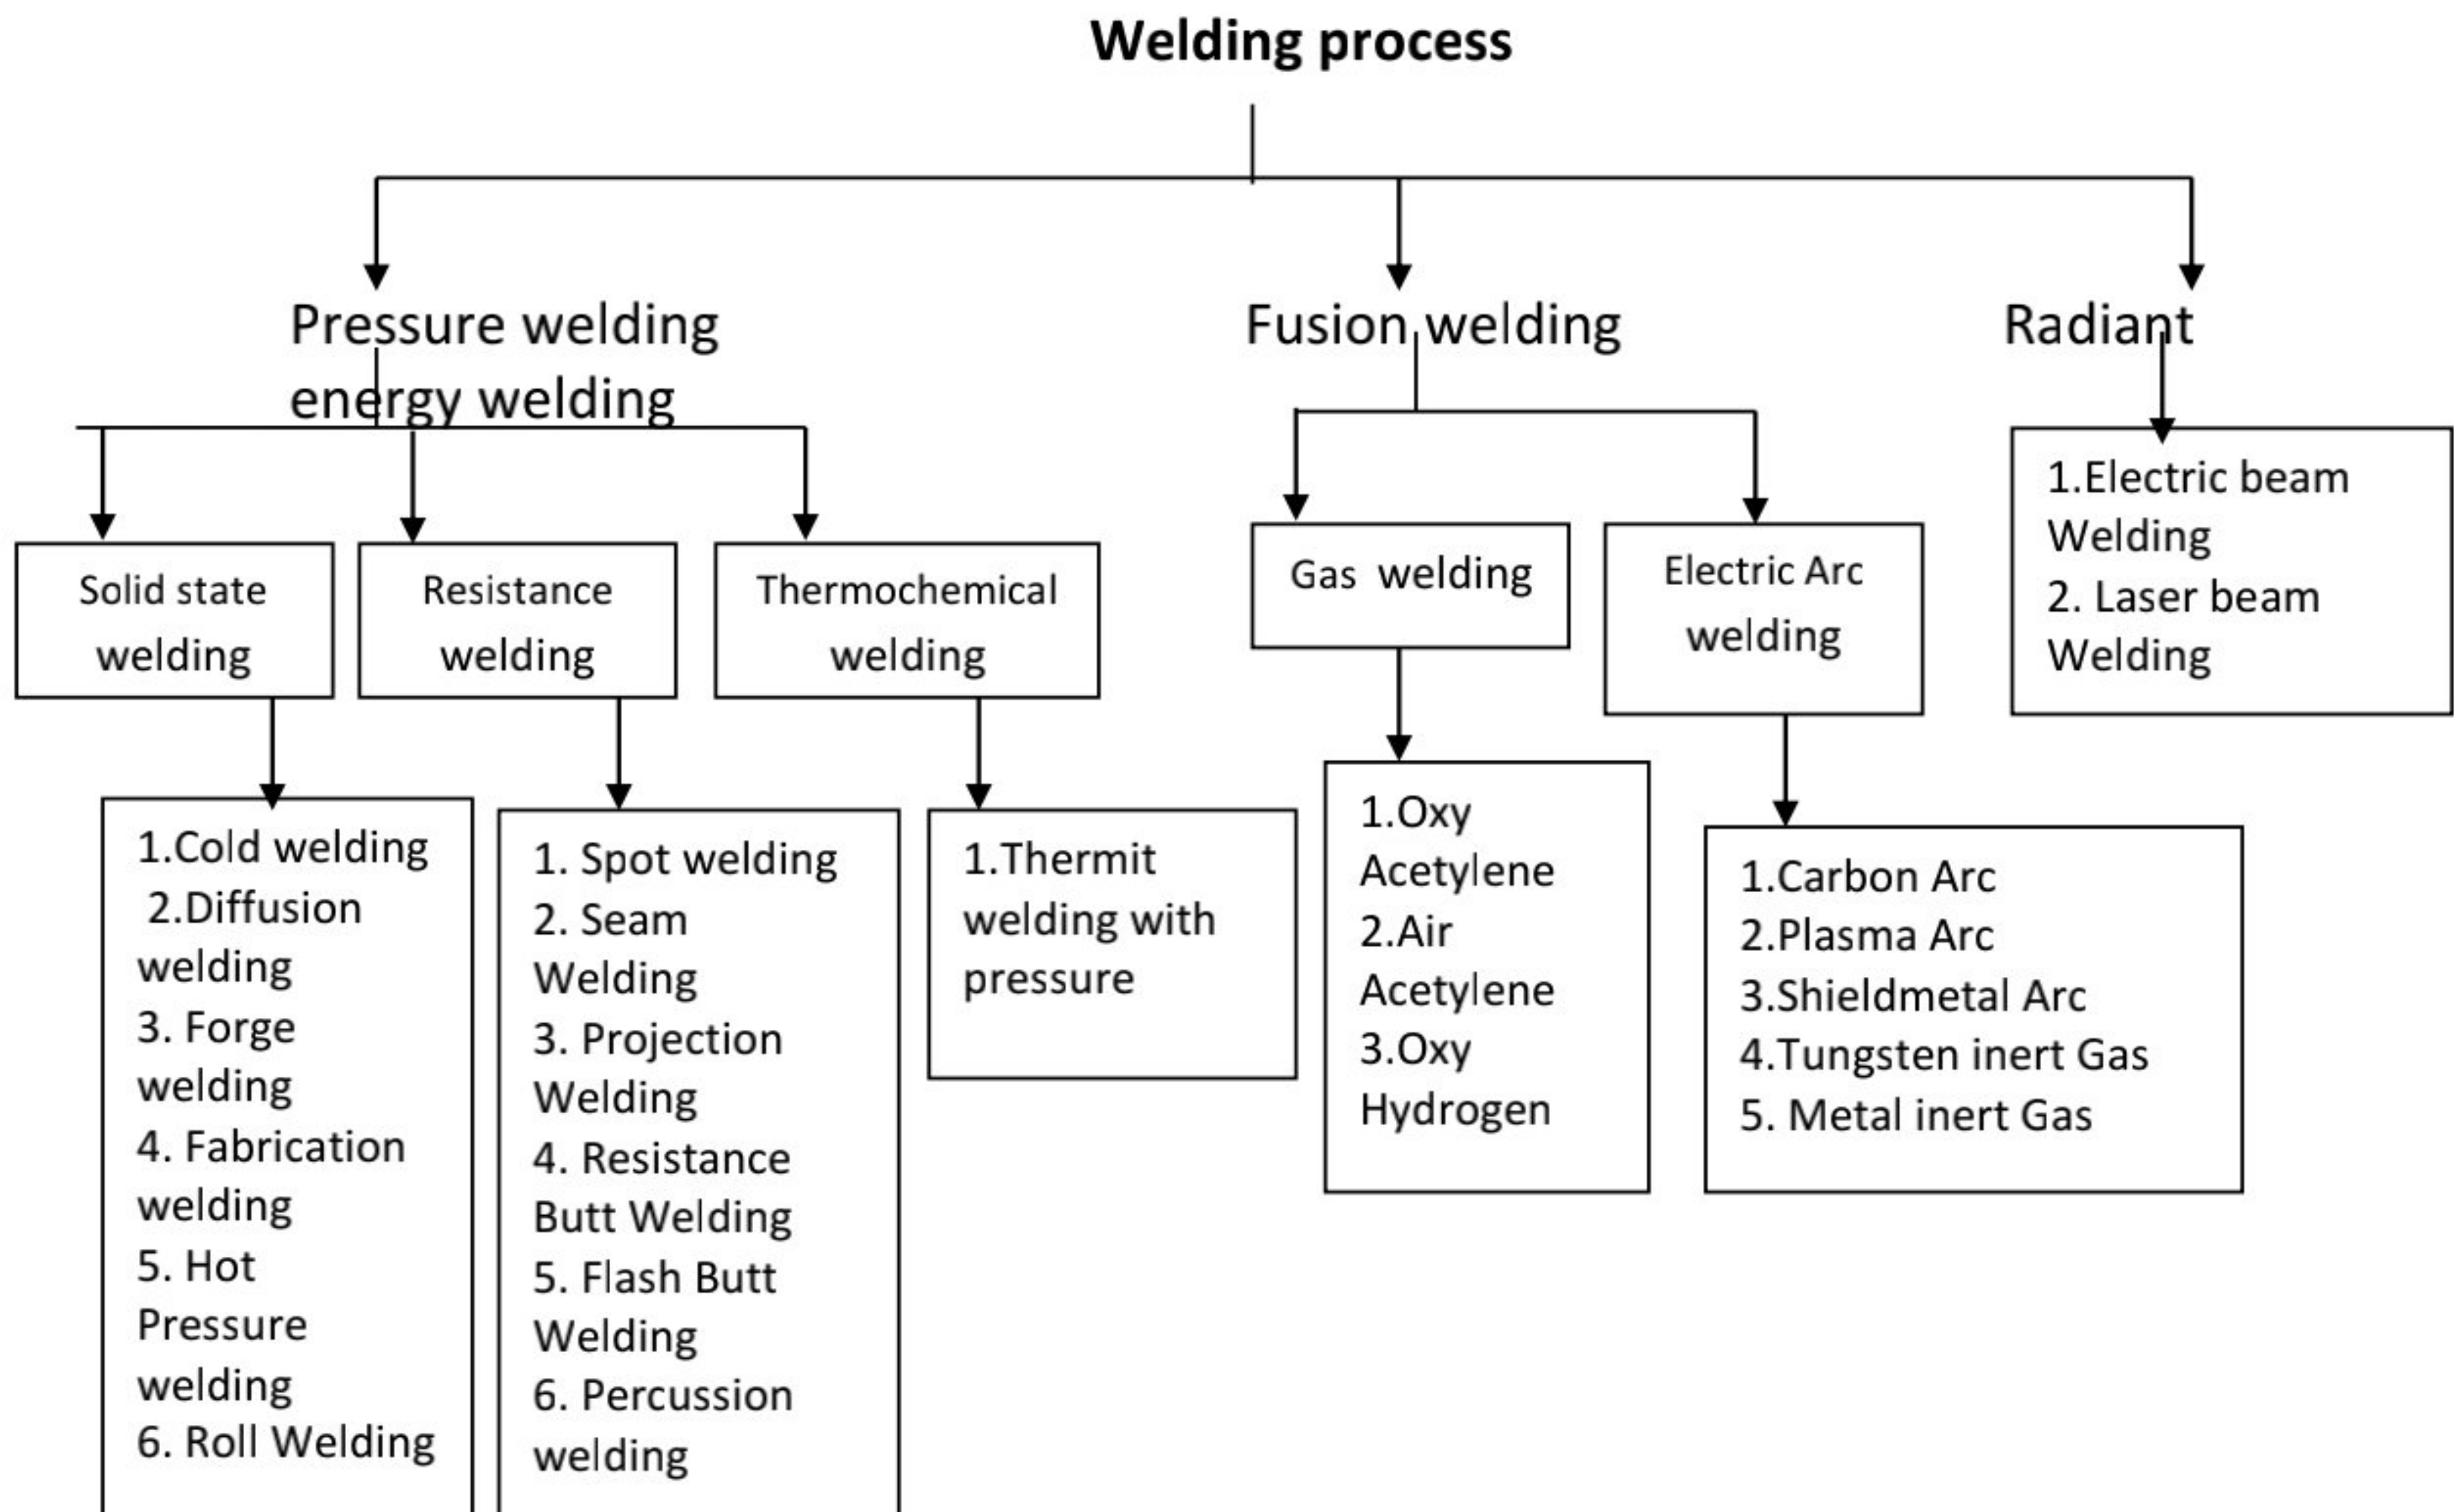 Welding process
Pressure welding
energy welding
Fusion welding
Radiant
Solid state
welding
Resistance
welding
Thermochemical
welding
Gas  welding
Electric Arc
welding
1.Electric beam
Welding
2. Laser beam
Welding
1.Cold welding
2.Diffusion
welding
3. Forge
welding
4. Fabrication
welding
5. Hot
Pressure
welding
6. Roll Welding
1. Spot welding
2. Seam
Welding
3. Projection
Welding
4. Resistance
Butt Welding
5. Flash Butt
Welding
6. Percussion
welding
1.Thermit
welding with
pressure
1.Oxy
Acetylene
2.Air
Acetylene
3.Oxy
Hydrogen
1.Carbon Arc
2.Plasma Arc
3.Shieldmetal Arc
4.Tungsten inert Gas
5. Metal inert Gas